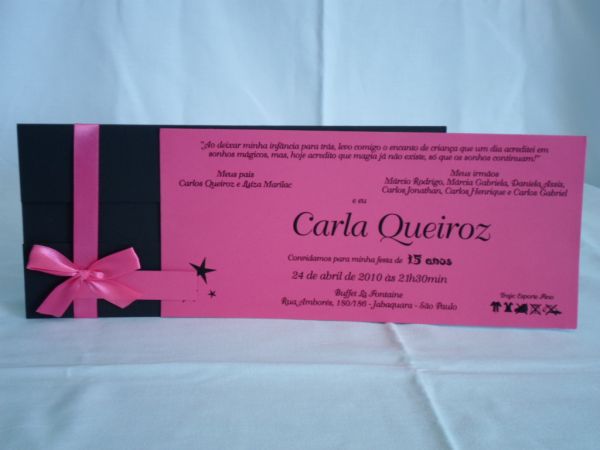 "Ao deixar minha infância para trás, levo comigo o encanto de criança que um dia acreditei em
sonhos mágicos, mas, hoje acredito que magia já não existe, só que os sonhos continuam!"
Meus pais
Carlos Queiroz e Luiza Marilac
Meus irmãos
Márcio Rodrigo, Márcia Gabriela, Daniela Assis,
Carlos Jonathan, Carlos Henrique e Carlos Gabriel
e eu
Carla Queiroz
Convidamos para minha festa de 15 anos
24 de abril de 2010 às 21h30min
Buffet La Fontaine
Rua Amborés, 180/186 - Jabaquara - São Paulo
Traje: Esporte Fino